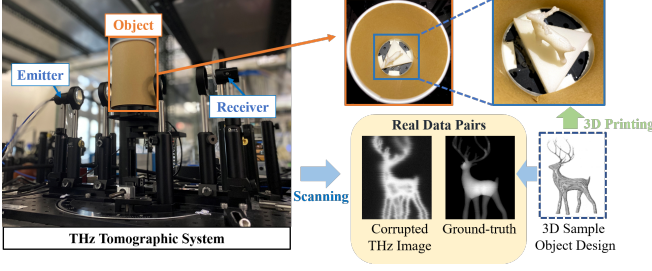 Object
Emitter
Receiver
THz Tomographic System
Scanning
Real Data Pairs
Corrupted
THz Image
Ground-truth
3D Printing
3D Sample
Object Design